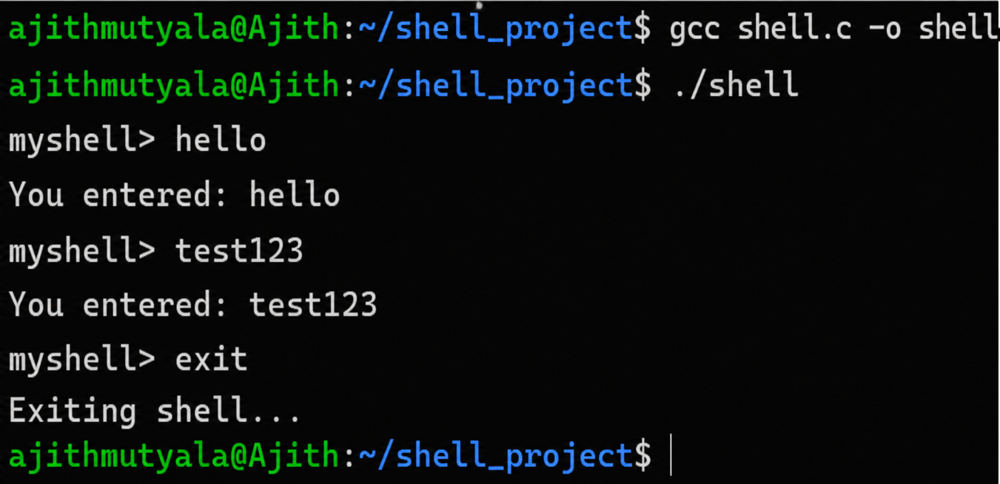 ajithmutyala@Ajith:~/shell_project$ gcc shell.c -o shell
ajithmutyala@Ajith:~/shell_project$ ./shell
myshell> hello
You entered: hello
myshell> test123
You entered: test123
myshell> exit
Exiting shell...
ajithmutyala@Ajith:~/shell_project$